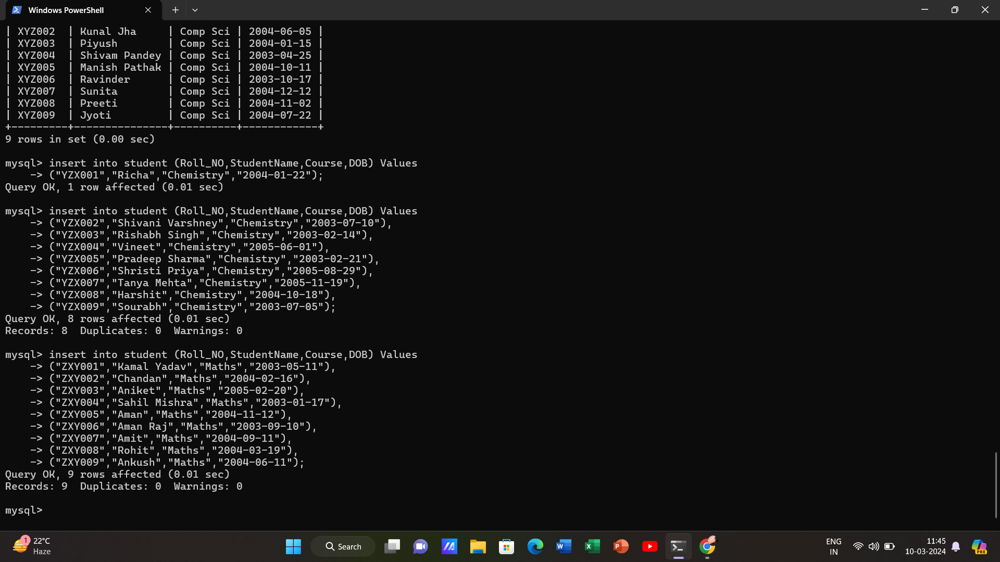 Windows PowerShell
| XYZ002  | Kunal Jha     | Comp Sci | 2004-06-05 |
| XYZ003  | Piyush        | Comp Sci | 2004-01-15 |
| XYZ004  | Shivam Pandey | Comp Sci | 2003-04-25 |
| XYZ005  | Manish Pathak | Comp Sci | 2004-10-11 |
| XYZ006  | Ravinder      | Comp Sci | 2003-10-17 |
| XYZ007  | Sunita        | Comp Sci | 2004-12-12 |
| XYZ008  | Preeti        | Comp Sci | 2004-11-02 |
| XYZ009  | Jyoti         | Comp Sci | 2004-07-22 |
+---------+---------------+----------+------------+
9 rows in set (0.00 sec)
mysql> insert into student (Roll_NO,StudentName,Course,DOB) Values
    -> ("YZX001","Richa","Chemistry","2004-01-22");
Query OK, 1 row affected (0.01 sec)
mysql> insert into student (Roll_NO,StudentName,Course,DOB) Values
    -> ("YZX002","Shivani Varshney","Chemistry","2003-07-10"),
    -> ("YZX003","Rishabh Singh","Chemistry","2003-02-14"),
    -> ("YZX004","Vineet","Chemistry","2005-06-01"),
    -> ("YZX005","Pradeep Sharma","Chemistry","2003-02-21"),
    -> ("YZX006","Shristi Priya","Chemistry","2005-08-29"),
    -> ("YZX007","Tanya Mehta","Chemistry","2005-11-19"),
    -> ("YZX008","Harshit","Chemistry","2004-10-18"),
    -> ("YZX009","Sourabh","Chemistry","2003-07-05");
Query OK, 8 rows affected (0.01 sec)
Records: 8  Duplicates: 0  Warnings: 0
mysql> insert into student (Roll_NO,StudentName,Course,DOB) Values
    -> ("ZXY001","Kamal Yadav","Maths","2003-05-11"),
    -> ("ZXY002","Chandan","Maths","2004-02-16"),
    -> ("ZXY003","Aniket","Maths","2005-02-20"),
    -> ("ZXY004","Sahil Mishra","Maths","2003-01-17"),
    -> ("ZXY005","Aman","Maths","2004-11-12"),
    -> ("ZXY006","Aman Raj","Maths","2003-09-10"),
    -> ("ZXY007","Amit","Maths","2004-09-11"),
    -> ("ZXY008","Rohit","Maths","2004-03-19"),
    -> ("ZXY009","Ankush","Maths","2004-06-11");
Query OK, 9 rows affected (0.01 sec)
Records: 9  Duplicates: 0  Warnings: 0
mysql>
1
22°C
Haze
Search
W
X
P
ENG
IN
11:45
10-03-2024
PRE